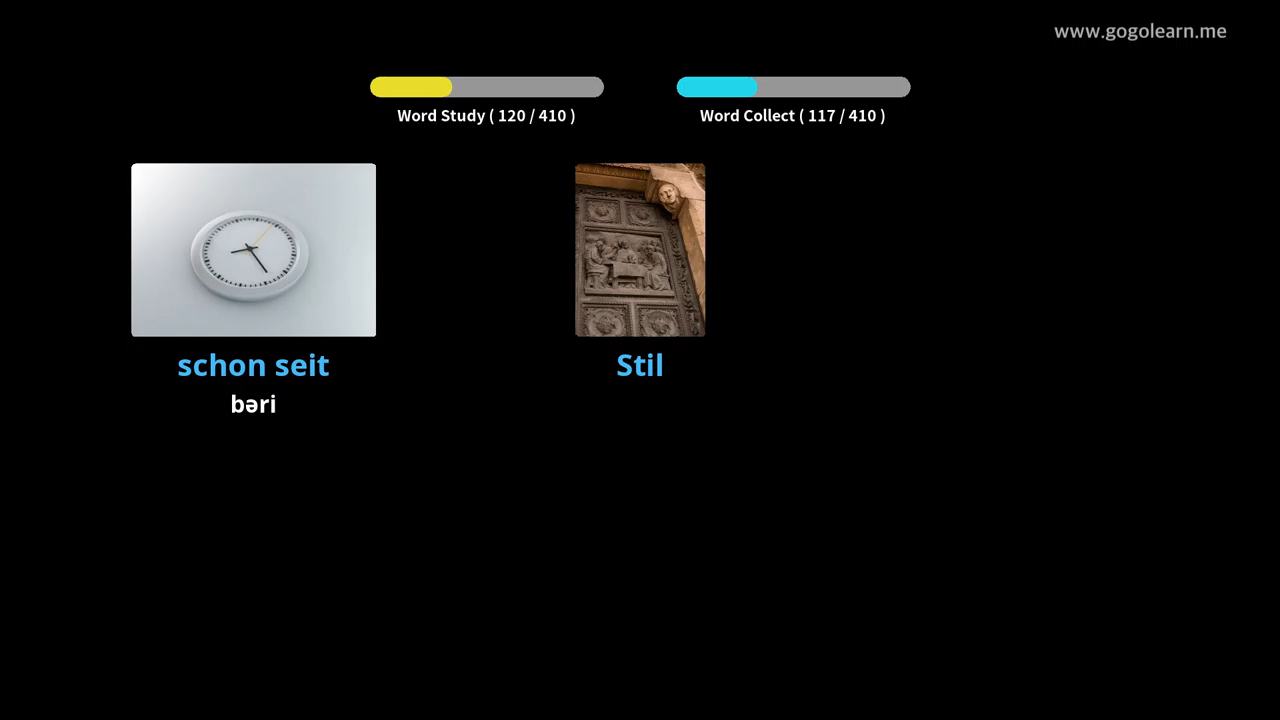 www.gogolearn.me
Word Study ( 120 / 410 )
Word Collect ( 117 / 410 )
schon seit
bəri
Stil